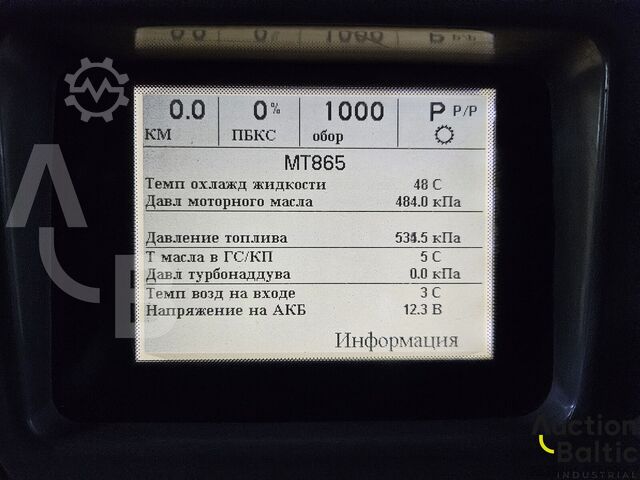 0.0 0% 1000 P P/P
КМ ПБКС обор
MT865
Темп охлажд жидкости 48 C
Давл моторного масла 484.0 кПа
Давление топлива 534.5 кПа
Т масла в ГС/КП 5 C
Давл турбонаддува 0.0 кПа
Темп возд на входе 3 C
Напряжение на АКБ 12.3 В
Информация
Auction
Baltic
INDUSTRIAL